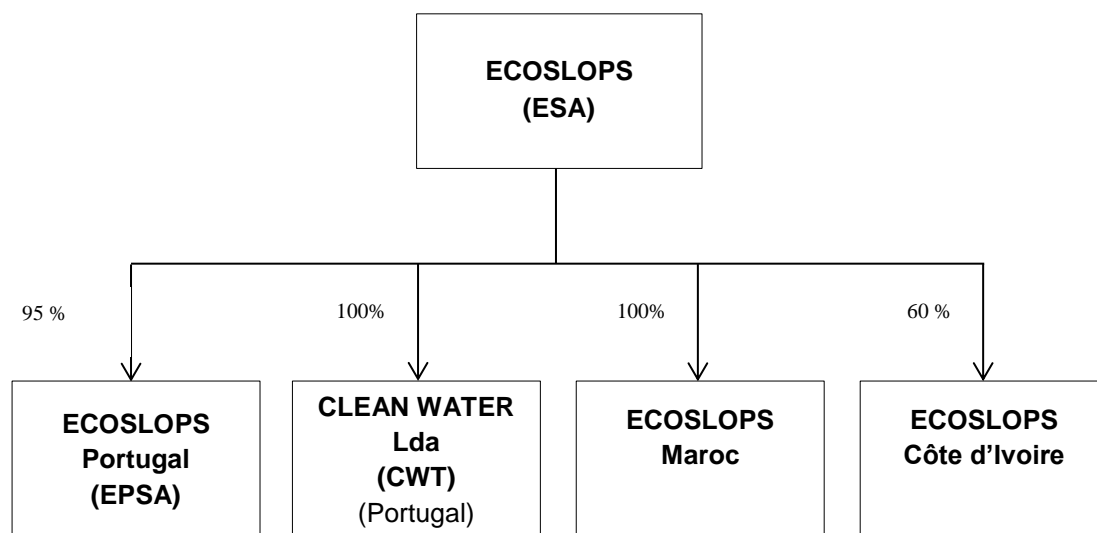 ECOSLOPS
(ESA)
95 %
100%
100%
60 %
ECOSLOPS
Portugal
(EPSA)
CLEAN WATER
Lda
(CWT)
(Portugal)
ECOSLOPS
Maroc
ECOSLOPS
Côte d’Ivoire